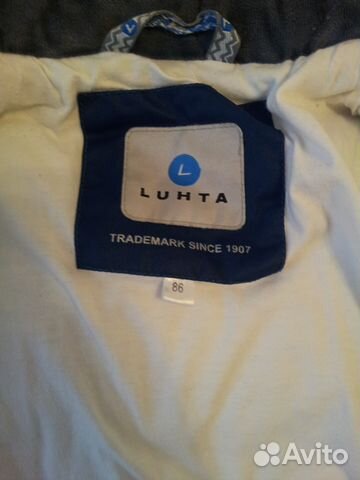 L
LUHTA
TRADEMARK SINCE 1907
86
Avito